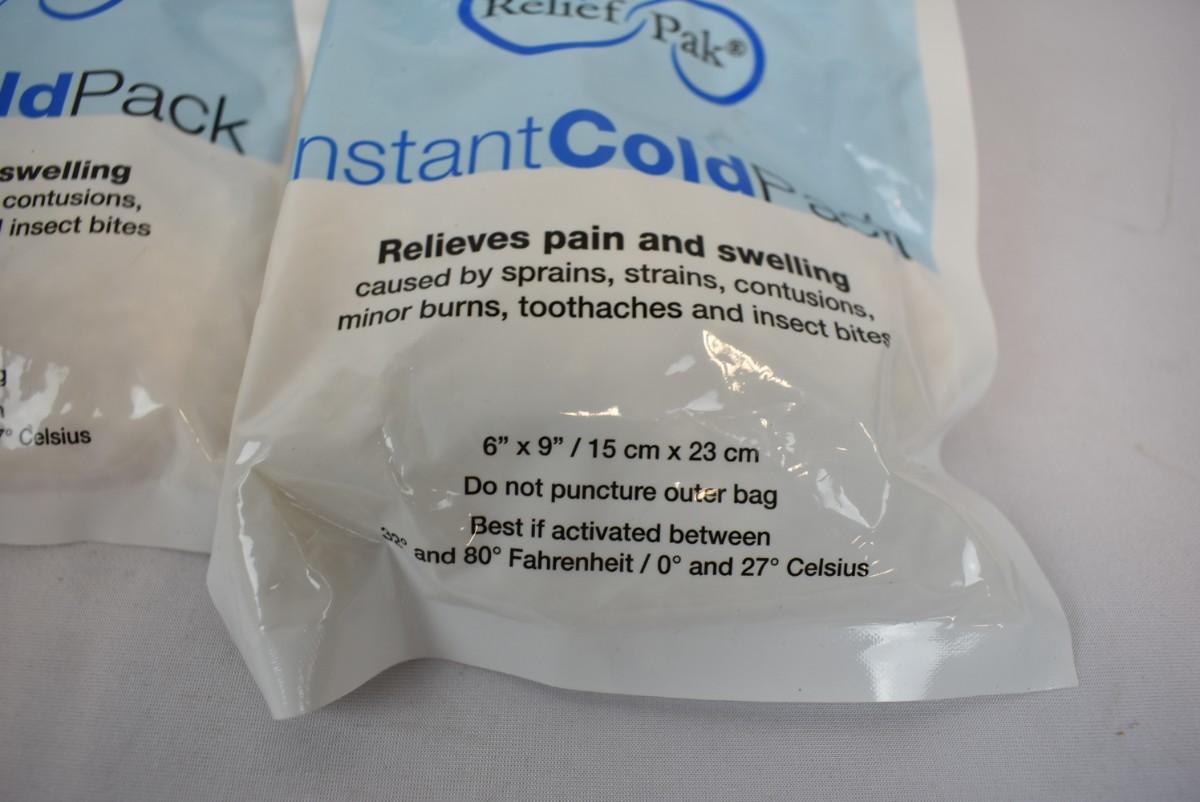 ldPack
swelling
contusions,
insect bites
° Celsius
Relief Pak®
nstantColdPack
Relieves pain and swelling
caused by sprains, strains, contusions,
minor burns, toothaches and insect bites
6” x 9” / 15 cm x 23 cm
Do not puncture outer bag
Best if activated between
32° and 80° Fahrenheit / 0° and 27° Celsius